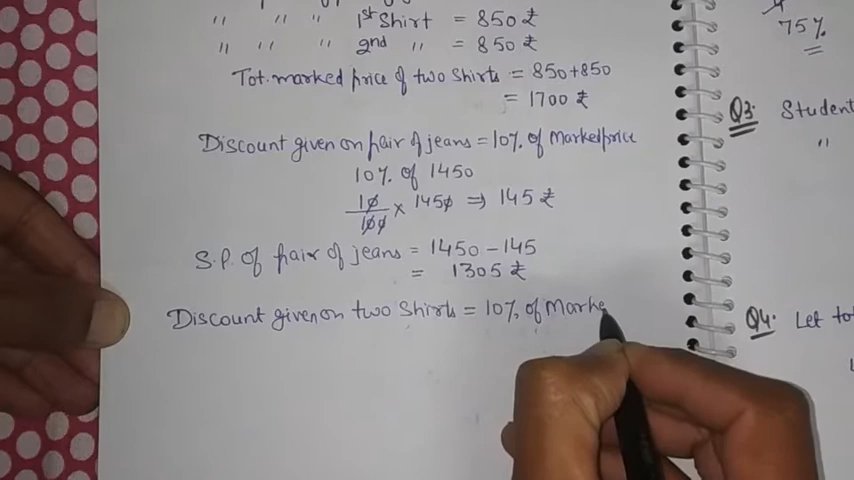 〃 〃 〃 1st Shirt = 850 ₹
〃 〃 〃 2nd 〃 = 850 ₹
Tot. marked price of two shirts = 850+850
= 1700 ₹
Discount given on pair of jeans = 10% of Marked price
10% of 1450
10/100 × 1450 ⇒ 145 ₹
S.P. of pair of jeans = 1450 - 145
= 1305 ₹
Discount given on two Shirts = 10% of Marke
75%
Q3. Student
〃
Q4. Let to